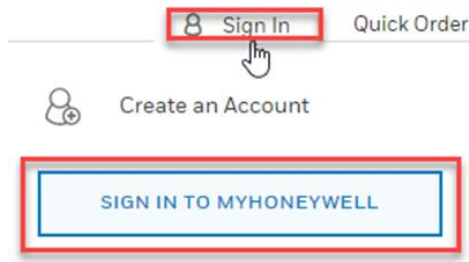 Sign In Quick Order
Create an Account
SIGN IN TO MYHONEYWELL